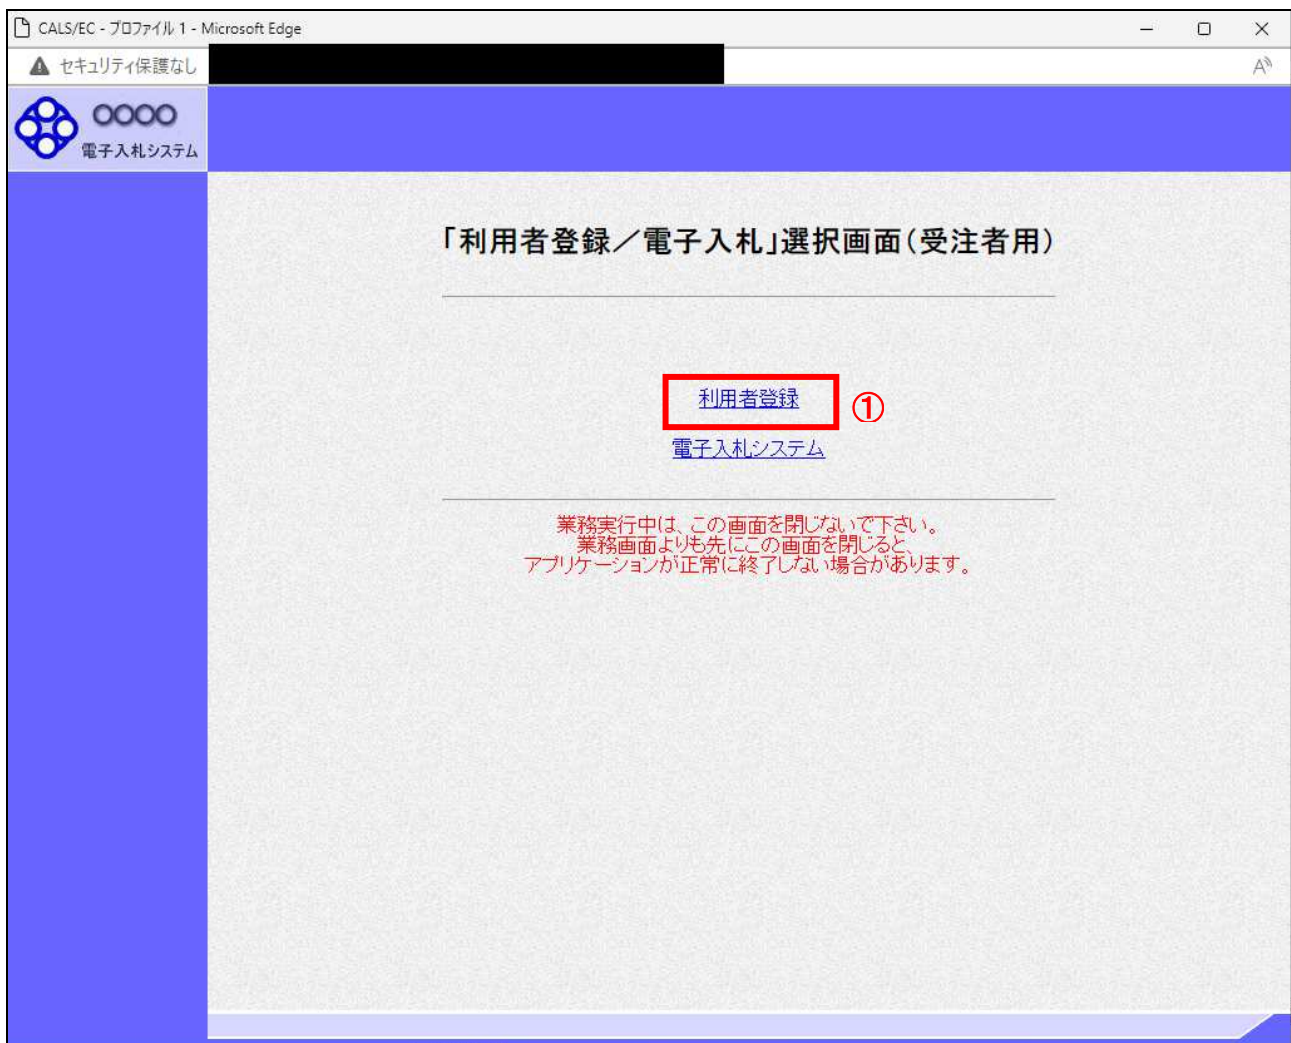 CALS/EC - プロファイル 1 - Microsoft Edge
セキュリティ保護なし
○○○○
電子入札システム
「利用者登録／電子入札」選択画面(受注者用)
利用者登録
①
電子入札システム
業務実行中は、この画面を閉じないで下さい。
業務画面よりも先にこの画面を閉じると、
アプリケーションが正常に終了しない場合があります。